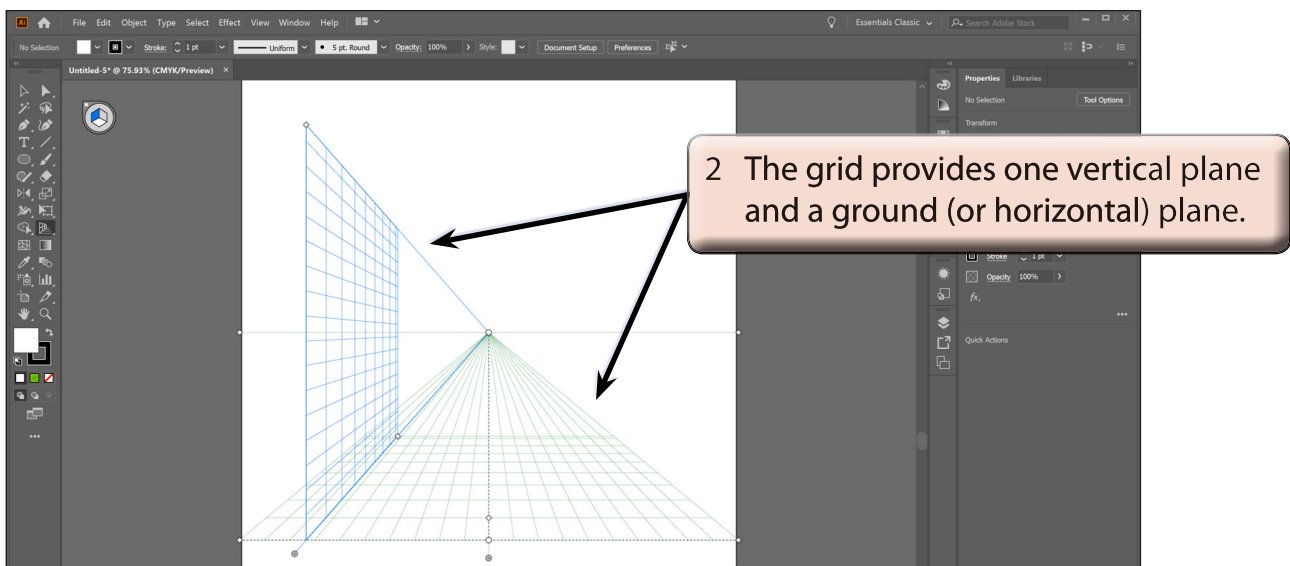 Ai File Edit Object Type Select Effect View Window Help Essentials Classic Search Adobe Stock
No Selection Stroke: 1 pt Uniform 5 pt. Round Opacity: 100% Style: Document Setup Preferences
Untitled-5* @ 75.93% (CMYK/Preview) ×
Properties Libraries
No Selection Tool Options
Transform
2 The grid provides one vertical plane
and a ground (or horizontal) plane.
Stroke 1 pt
Opacity 100%
fx.
Quick Actions